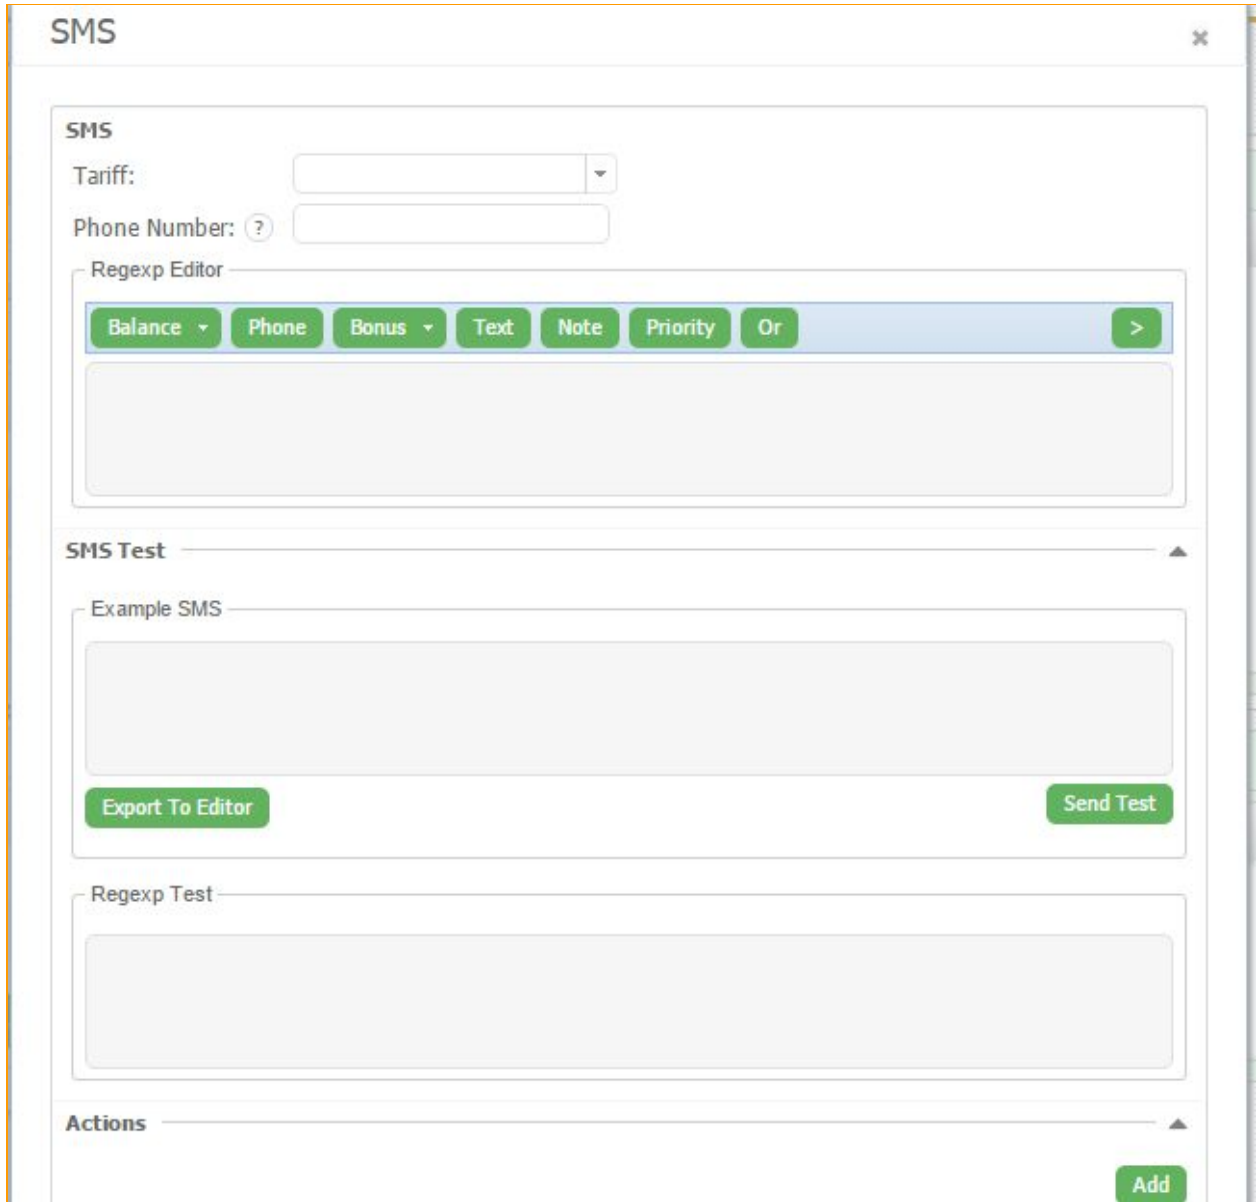 SMS
SMS
Tariff:
Phone Number: ?
Regexp Editor
Balance Phone Bonus Text Note Priority Or >
SMS Test
Example SMS
Export To Editor Send Test
Regexp Test
Actions
Add